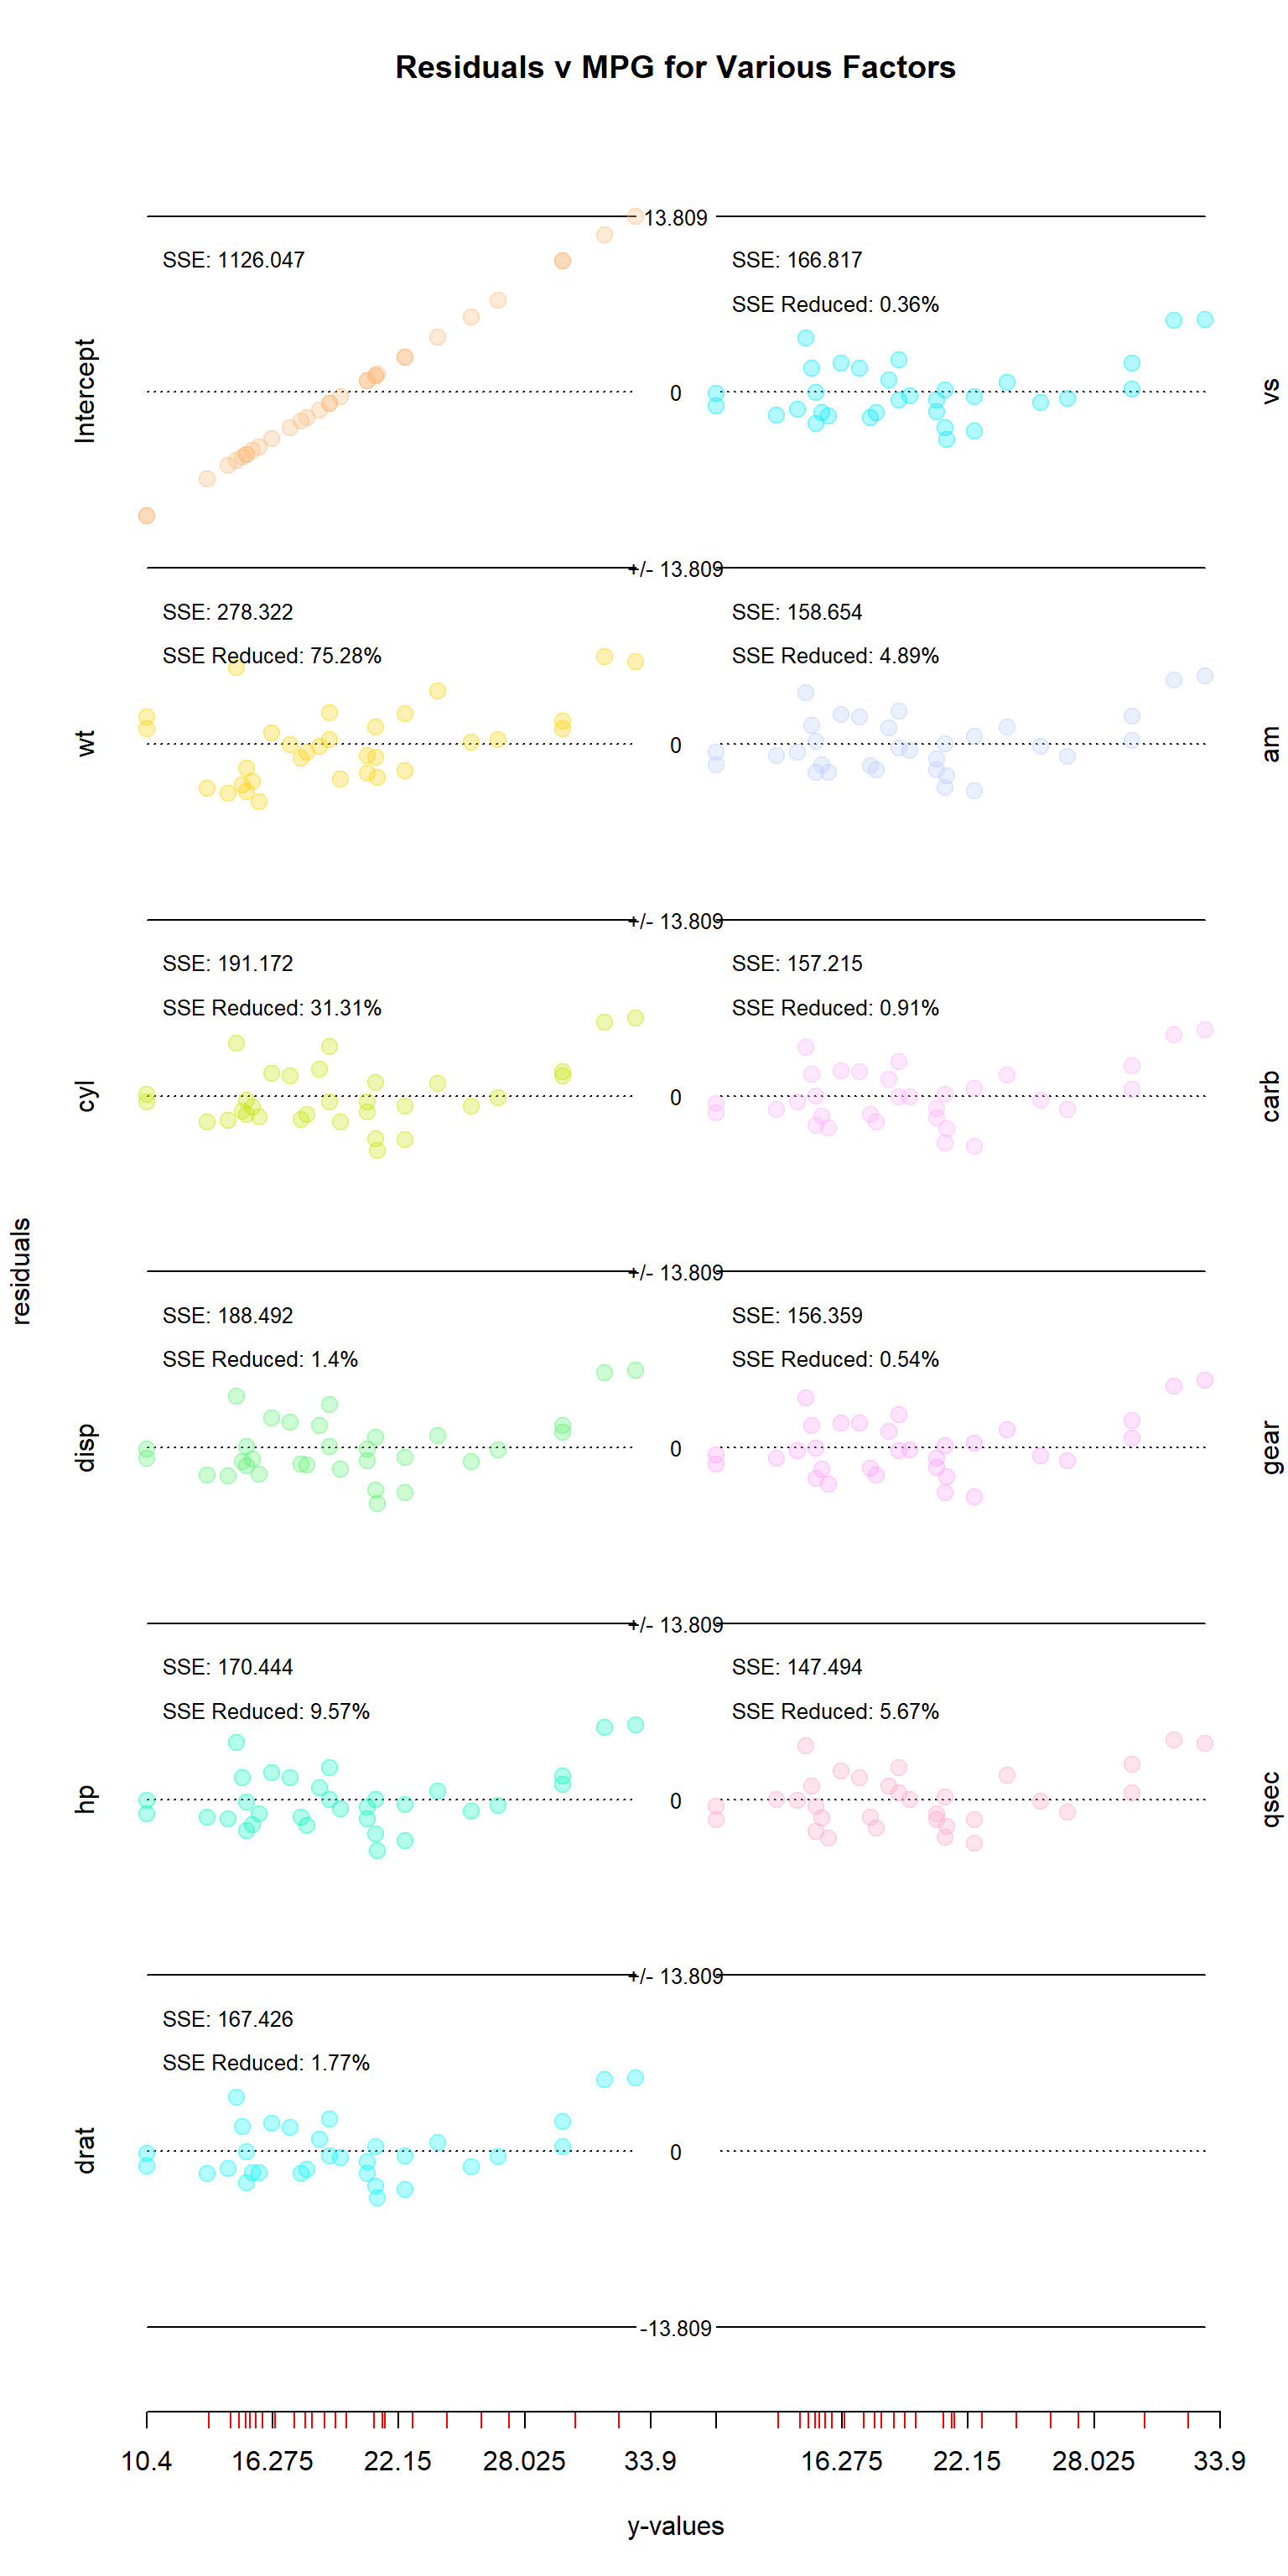 Residuals v MPG for Various Factors
13.809
SSE: 1126.047
SSE: 166.817
SSE Reduced: 0.36%
Intercept
0
vs
+/- 13.809
SSE: 278.322
SSE: 158.654
SSE Reduced: 75.28%
SSE Reduced: 4.89%
wt
0
am
+/- 13.809
SSE: 191.172
SSE: 157.215
SSE Reduced: 31.31%
SSE Reduced: 0.91%
cyl
0
carb
residuals
+/- 13.809
SSE: 188.492
SSE: 156.359
SSE Reduced: 1.4%
SSE Reduced: 0.54%
disp
0
gear
+/- 13.809
SSE: 170.444
SSE: 147.494
SSE Reduced: 9.57%
SSE Reduced: 5.67%
hp
0
qsec
+/- 13.809
SSE: 167.426
SSE Reduced: 1.77%
drat
0
-13.809
10.4 16.275 22.15 28.025 33.9 16.275 22.15 28.025 33.9
y-values